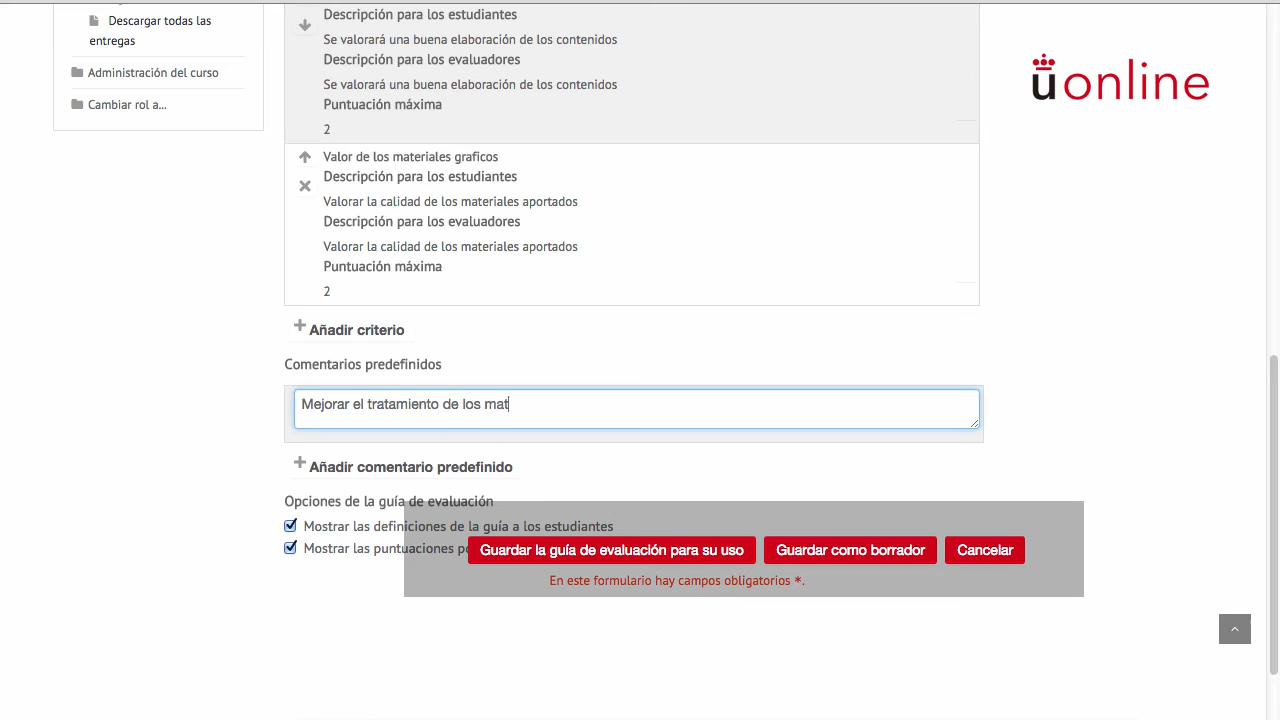 Descargar todas las
entregas
Administración del curso
Cambiar rol a...
Descripción para los estudiantes
Se valorará una buena elaboración de los contenidos
Descripción para los evaluadores
Se valorará una buena elaboración de los contenidos
Puntuación máxima
2
Valor de los materiales graficos
Descripción para los estudiantes
Valorar la calidad de los materiales aportados
Descripción para los evaluadores
Valorar la calidad de los materiales aportados
Puntuación máxima
2
Añadir criterio
Comentarios predefinidos
Mejorar el tratamiento de los mat
Añadir comentario predefinido
Opciones de la guía de evaluación
Mostrar las definiciones de la guía a los estudiantes
Mostrar las puntuaciones
Guardar la guía de evaluación para su uso
Guardar como borrador
Cancelar
En este formulario hay campos obligatorios *.
uonline